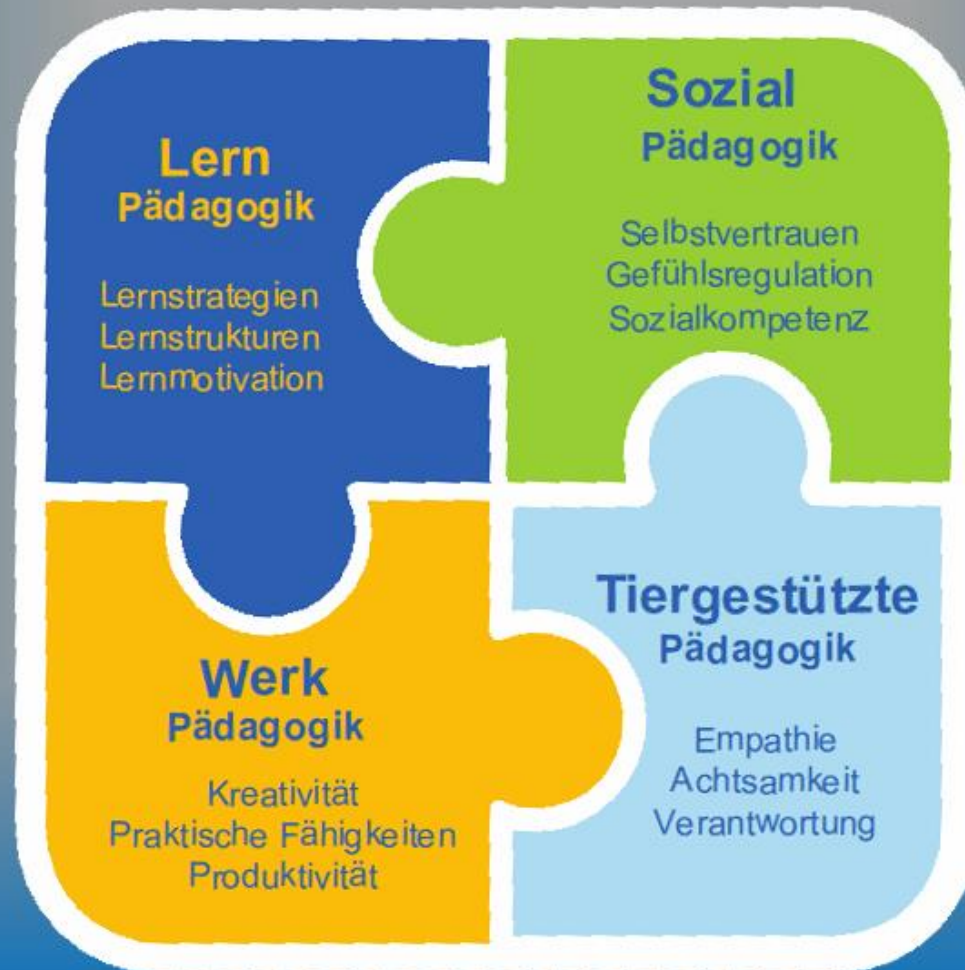 Lern
Pädagogik
Lernstrategien
Lernstrukturen
Lernmotivation
Sozial
Pädagogik
Selbstvertrauen
Gefühlsregulation
Sozialkompetenz
Werk
Pädagogik
Kreativität
Praktische Fähigkeiten
Produktivität
Tiergestützte
Pädagogik
Empathie
Achtsamkeit
Verantwortung